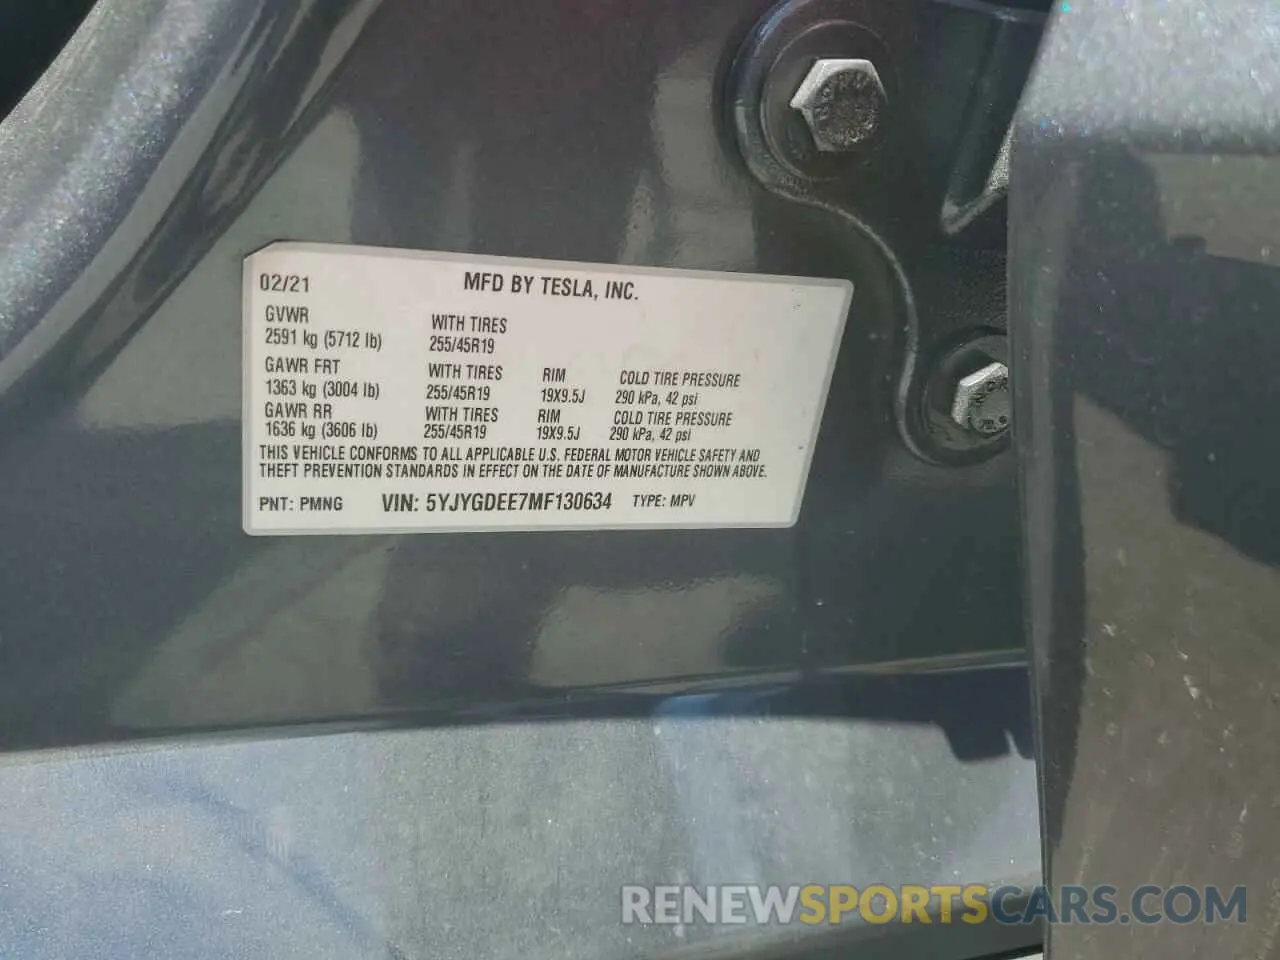 02/21 MFD BY TESLA, INC.
GVWR
2591 kg (5712 lb) WITH TIRES 255/45R19
GAWR FRT WITH TIRES RIM COLD TIRE PRESSURE
1363 kg (3004 lb) 255/45R19 19X9.5J 290 kPa, 42 psi
GAWR RR WITH TIRES RIM COLD TIRE PRESSURE
1636 kg (3606 lb) 255/45R19 19X9.5J 290 kPa, 42 psi
THIS VEHICLE CONFORMS TO ALL APPLICABLE U.S. FEDERAL MOTOR VEHICLE SAFETY AND
THEFT PREVENTION STANDARDS IN EFFECT ON THE DATE OF MANUFACTURE SHOWN ABOVE.
PNT: PMNG VIN: 5YJYGDEE7MF130634 TYPE: MPV
RENEWSPORTSCARS.COM